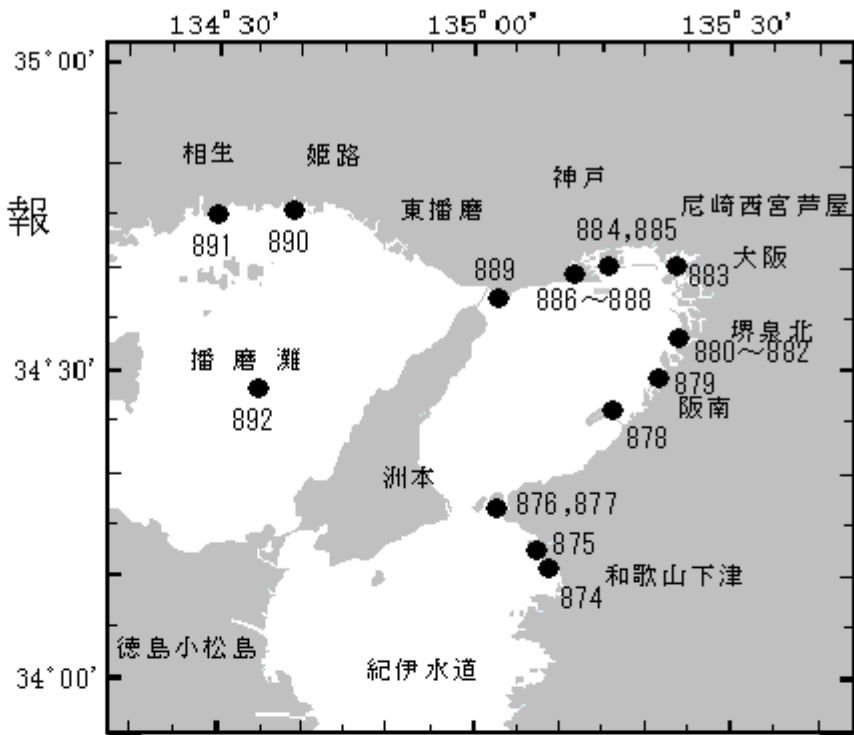 134°30' 135°00' 135°30'
35°00'
相生 姫路
神戸
報
東播磨
尼崎西宮芦屋
884,885
891 890
889
大阪
883
886～888
堺泉北
播磨灘
34°30'
880～882
879
892
阪南
878
洲本
876,877
875
和歌山下津
874
徳島小松島
紀伊水道
34°00'